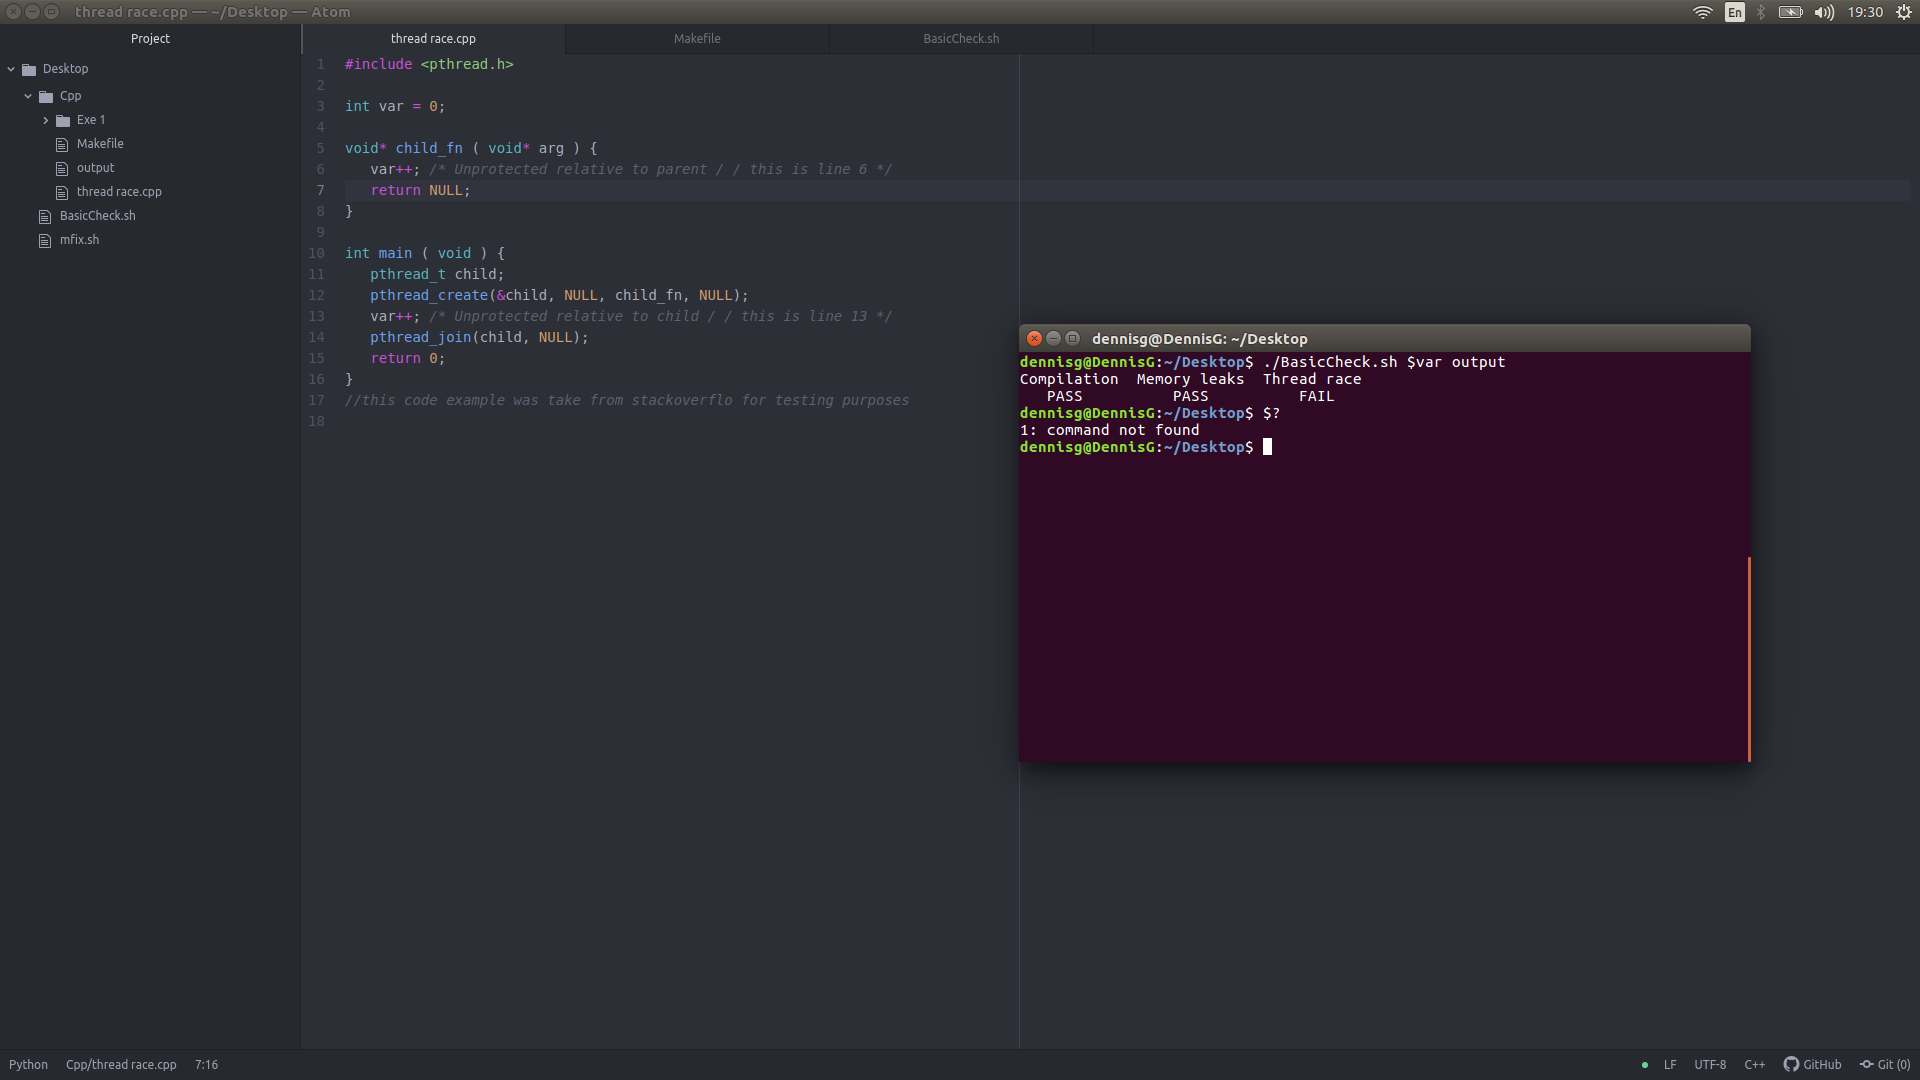 thread race.cpp — ~/Desktop — Atom
En
19:30
Project
thread race.cpp
Makefile
BasicCheck.sh
Desktop
Cpp
Exe 1
Makefile
output
thread race.cpp
BasicCheck.sh
mfix.sh
1 #include <pthread.h>
2
3 int var = 0;
4
5 void* child_fn ( void* arg ) {
6 var++; /* Unprotected relative to parent / / this is line 6 */
7 return NULL;
8 }
9
10 int main ( void ) {
11 pthread_t child;
12 pthread_create(&child, NULL, child_fn, NULL);
13 var++; /* Unprotected relative to child / / this is line 13 */
14 pthread_join(child, NULL);
15 return 0;
16 }
17 //this code example was take from stackoverflo for testing purposes
18
dennisg@DennisG: ~/Desktop
dennisg@DennisG:~/Desktop$ ./BasicCheck.sh $var output
Compilation  Memory leaks  Thread race
PASS          PASS          FAIL
dennisg@DennisG:~/Desktop$ $?
1: command not found
dennisg@DennisG:~/Desktop$
Python
Cpp/thread race.cpp
7:16
LF
UTF-8
C++
GitHub
Git (0)